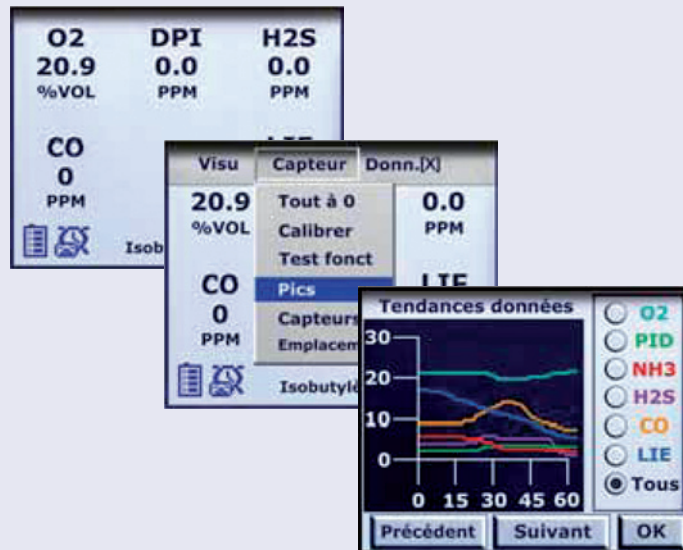 O2 DPI H2S
20.9 0.0 0.0
%VOL PPM PPM
CO
0
PPM
Visu Capteur Donn.[X]
20.9 Tout à 0 0.0
%VOL Calibrer PPM
Test fonct
CO Pics LIE
0 Capteurs
PPM Emplacem
Isobutylè
Tendances données
30
20
10
0
0 15 30 45 60
O2
PID
NH3
H2S
CO
LIE
Tous
Précédent Suivant OK